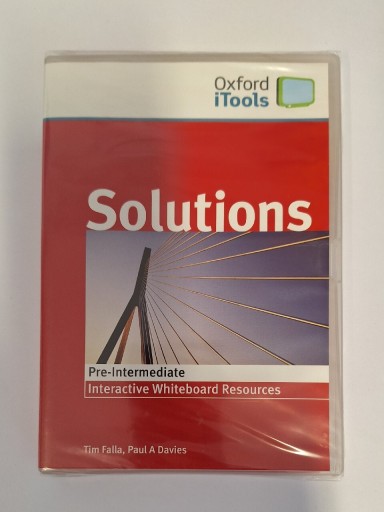 Oxford
iTools
Solutions
Pre-Intermediate
Interactive Whiteboard Resources
Tim Falla, Paul A Davies